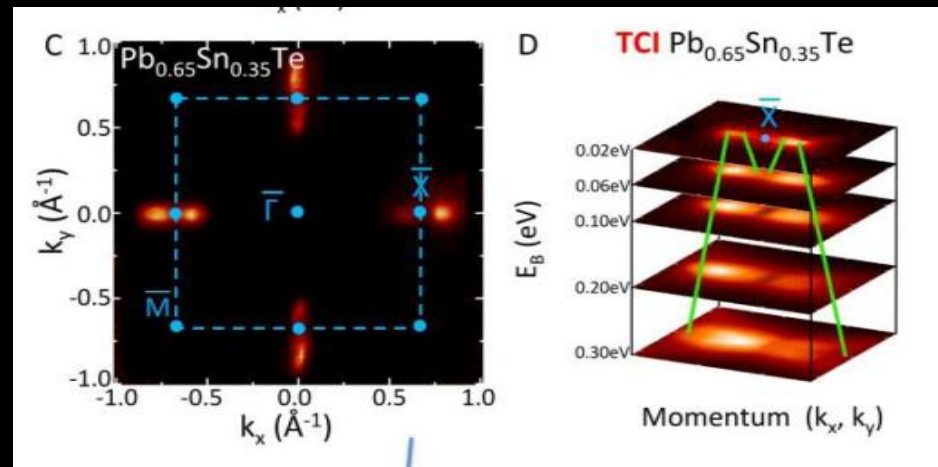 C
Pb0.65Sn0.35Te
1.0
0.5
0.0
-0.5
-1.0
ky (Å-1)
X̄
Γ̄
M̄
-1.0
-0.5
0.0
0.5
1.0
kx (Å-1)
D
TCI Pb0.65Sn0.35Te
X̄
0.02eV
0.06eV
0.10eV
0.20eV
0.30eV
EB (eV)
Momentum (kx, ky)